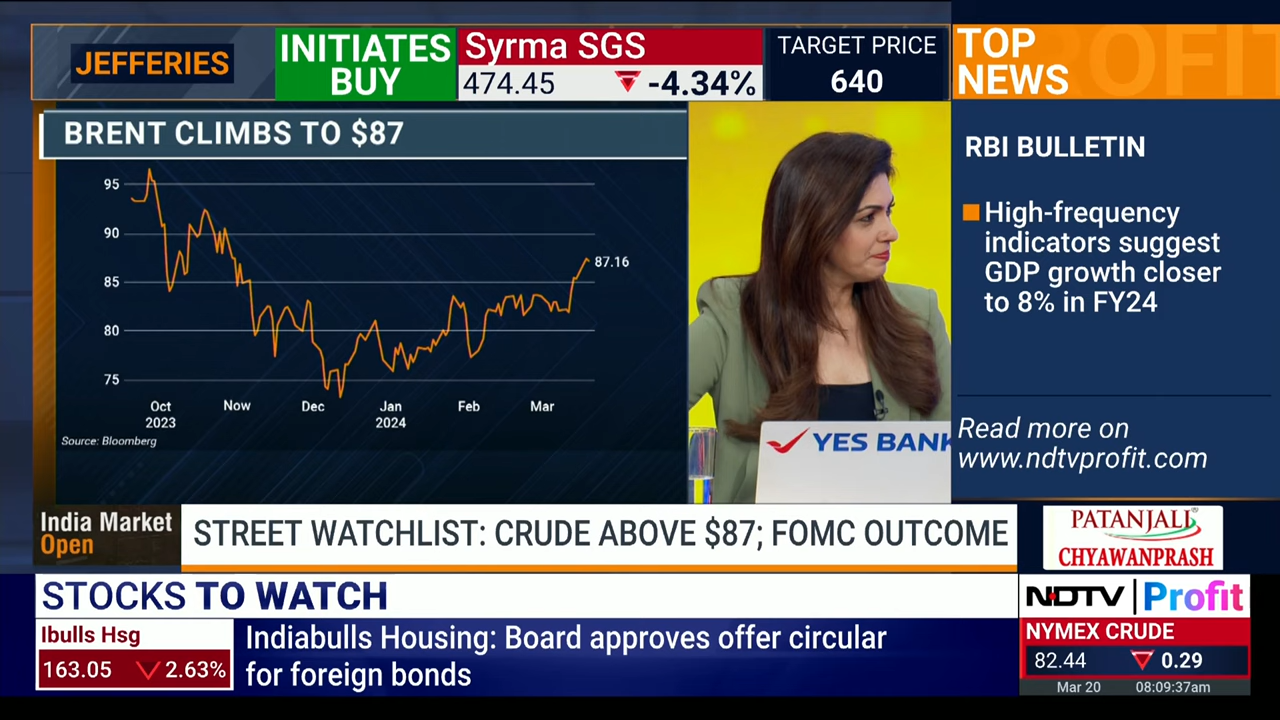 JEFFERIES
INITIATES
BUY
Syrma SGS
474.45 -4.34%
TARGET PRICE
640
TOP
NEWS
BRENT CLIMBS TO $87
95
90
85
80
75
87.16
Oct
2023
Now
Dec
Jan
2024
Feb
Mar
Source: Bloomberg
YES BANK
RBI BULLETIN
High-frequency
indicators suggest
GDP growth closer
to 8% in FY24
Read more on
www.ndtvprofit.com
India Market
Open
STREET WATCHLIST: CRUDE ABOVE $87; FOMC OUTCOME
PATANJALI
CHYAWANPRASH
STOCKS TO WATCH
NDTV Profit
Ibulls Hsg
163.05 2.63%
Indiabulls Housing: Board approves offer circular
for foreign bonds
NYMEX CRUDE
82.44 0.29
Mar 20 08:09:37am